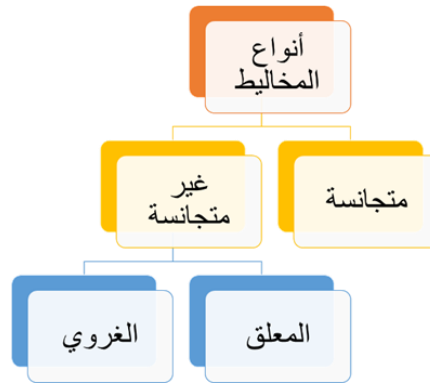 أنواع
المخاليط
متجانسة
غير
متجانسة
المعلق
الغروي